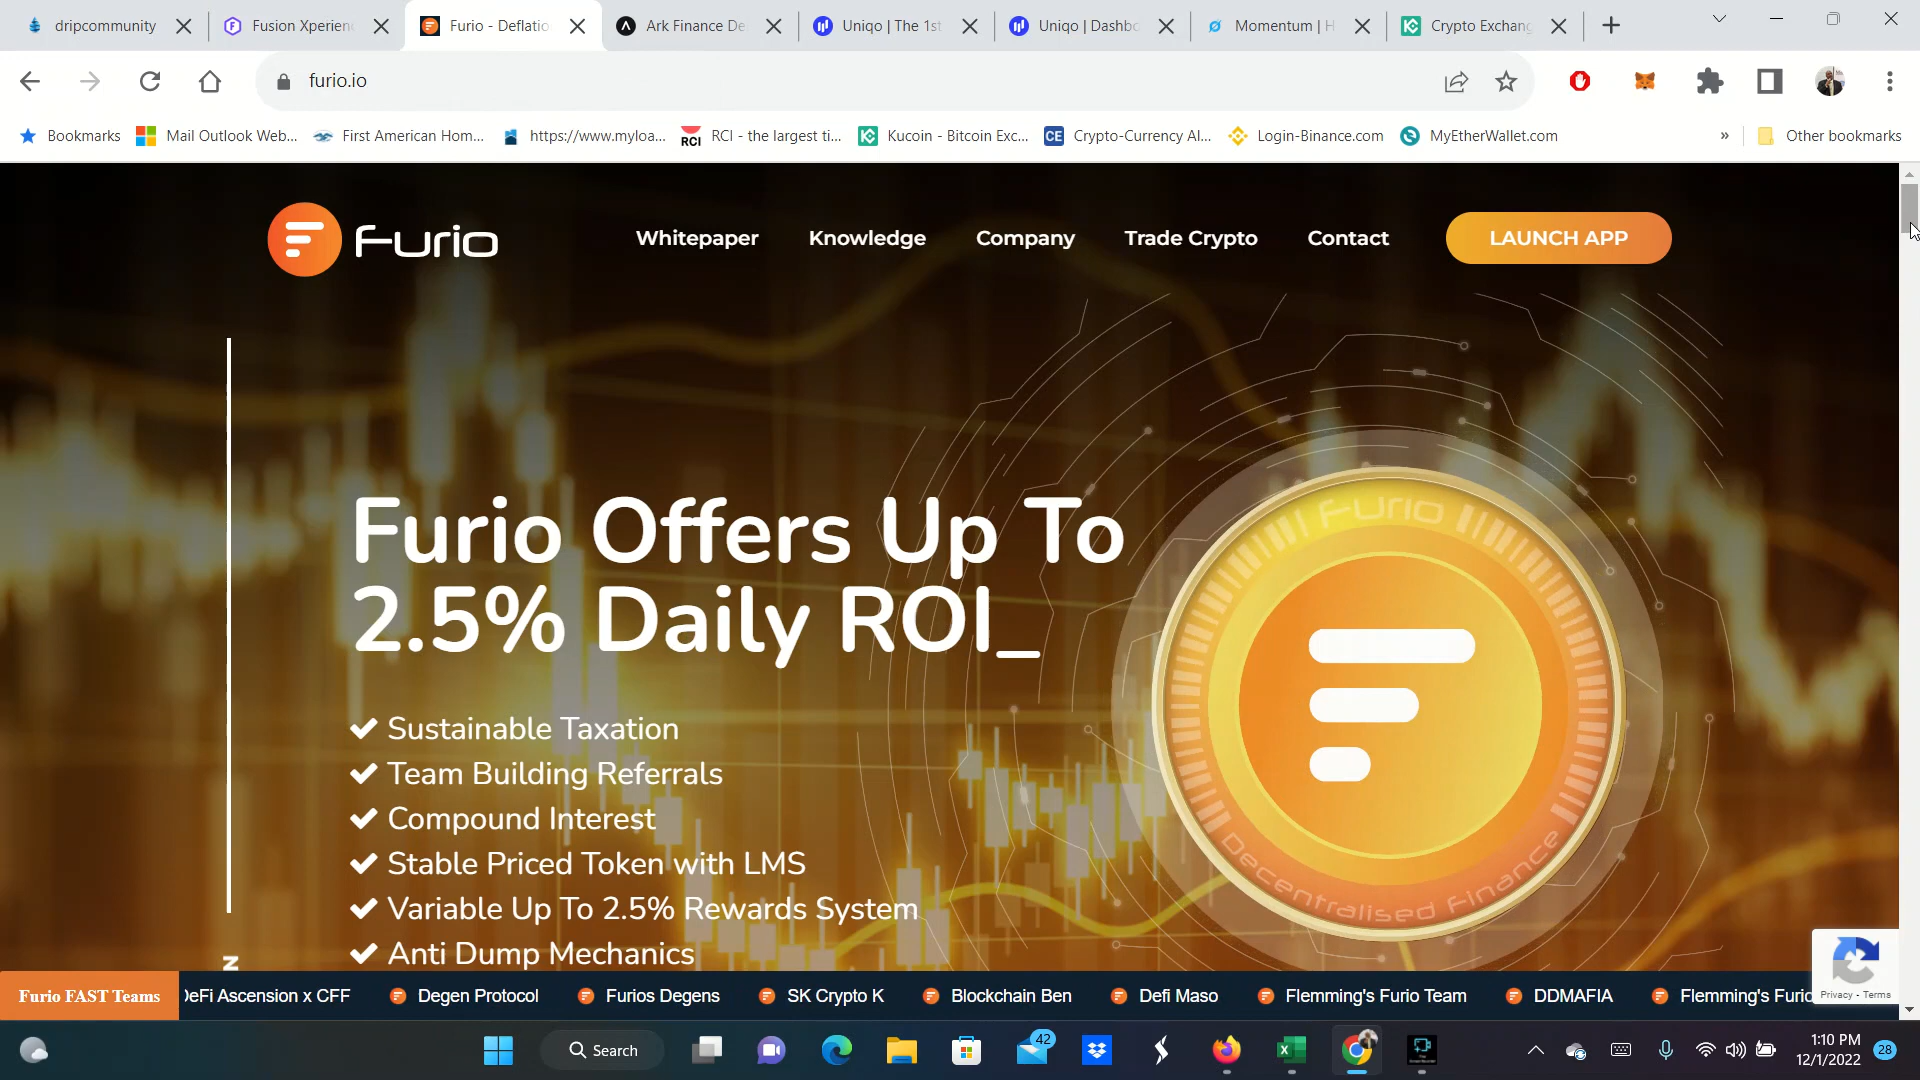 dripcommunity
Fusion Xperien
Furio - Deflatio
Ark Finance De
Uniqo | The 1st
Uniqo | Dashbo
Momentum | H
Crypto Exchang
furio.io
Bookmarks
Mail Outlook Web...
First American Hom...
https://www.myloa...
RCI
RCI - the largest ti...
Kucoin - Bitcoin Exc...
CE
Crypto-Currency Al...
Login-Binance.com
MyEtherWallet.com
»
Other bookmarks
Furio
Whitepaper
Knowledge
Company
Trade Crypto
Contact
LAUNCH APP
Furio Offers Up To
2.5% Daily ROI_
Sustainable Taxation
Team Building Referrals
Compound Interest
Stable Priced Token with LMS
Variable Up To 2.5% Rewards System
Anti Dump Mechanics
Furio
Decentralised Finance
Z
Privacy - Terms
Furio FAST Teams
DeFi Ascension x CFF
Degen Protocol
Furios Degens
SK Crypto K
Blockchain Ben
Defi Maso
Flemming's Furio Team
DDMAFIA
Flemming's Furio
Search
42
1:10 PM
12/1/2022
28